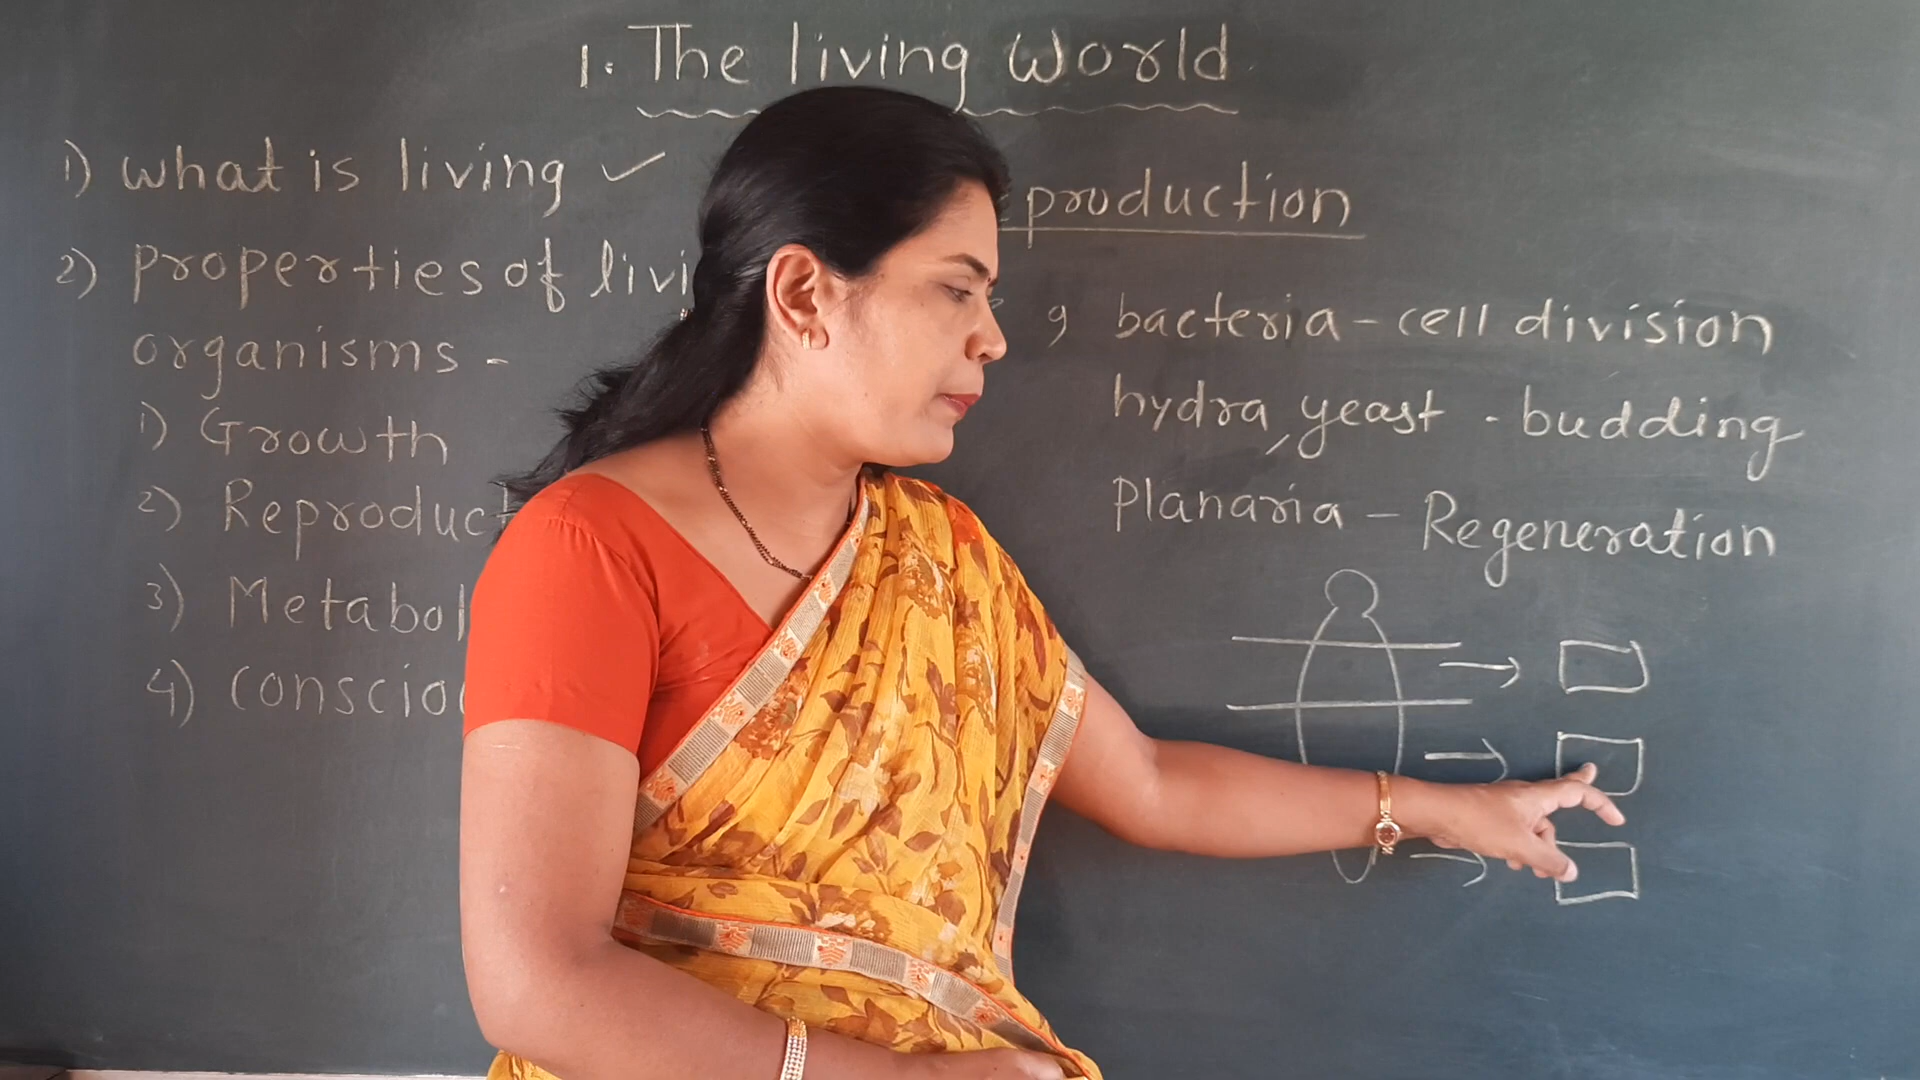 1. The living world
1) what is living ✓
2) properties of livi
organisms -
1) Growth
2) Reproduct
3) Metabol
4) Conscio
production
g bacteria - cell division
hydra, yeast - budding
Planaria - Regeneration